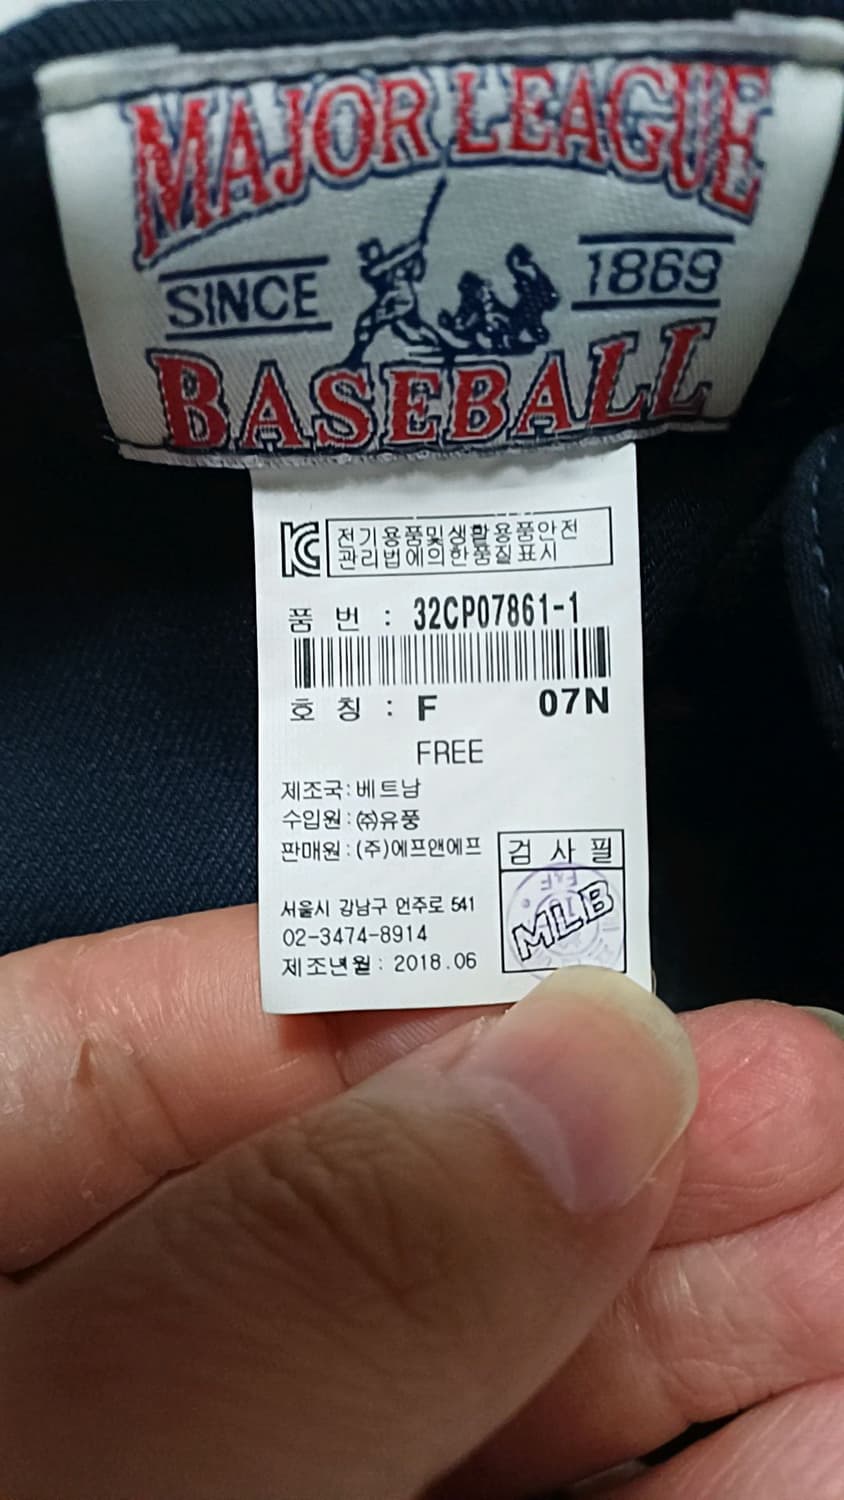 MAJOR LEAGUE
SINCE 1869
BASEBALL
전기용품및생활용품안전
관리법에의한품질표시
품 번 : 32CP07861-1
호 칭 : F 07N
FREE
제조국:베트남
수입원:㈜유풍
판매원:(주)에프앤에프
검 사 필
F&F
MLB
서울시 강남구 언주로 541
02-3474-8914
제조년월: 2018.06